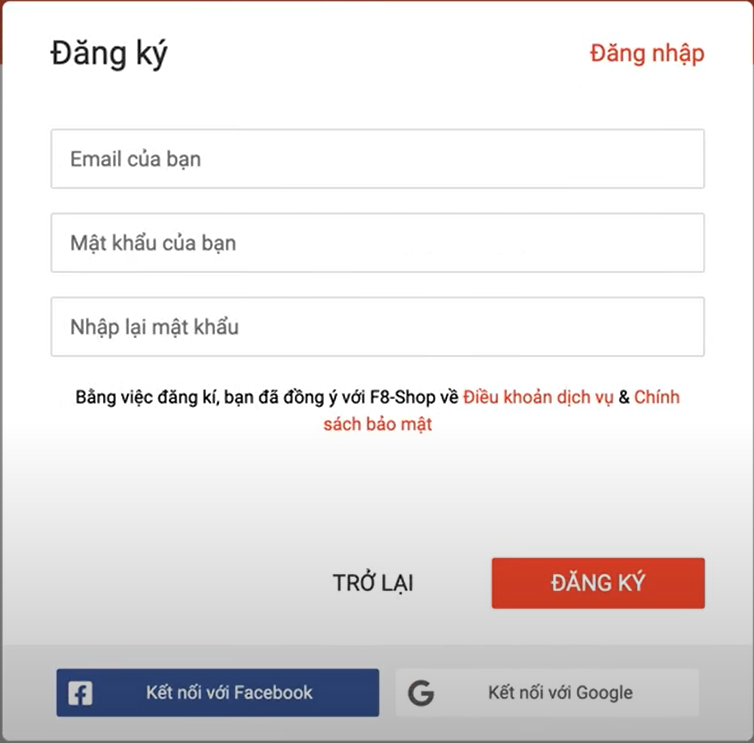 Đăng ký
Đăng nhập
Email của bạn
Mật khẩu của bạn
Nhập lại mật khẩu
Bằng việc đăng kí, bạn đã đồng ý với F8-Shop về Điều khoản dịch vụ & Chính
sách bảo mật
TRỞ LẠI
ĐĂNG KÝ
Kết nối với Facebook
Kết nối với Google